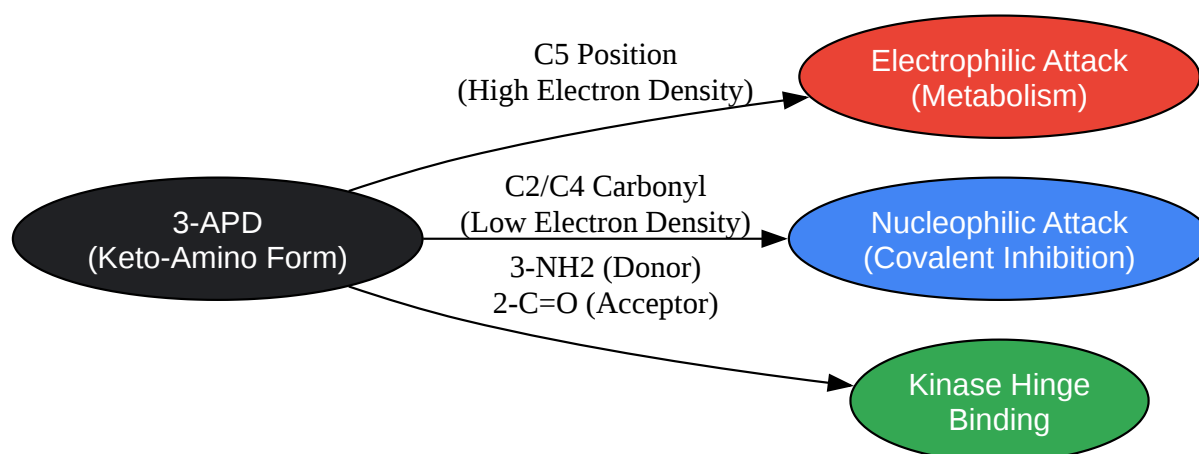 C5 Position
(High Electron Density)
Electrophilic Attack
(Metabolism)
3-APD
(Keto-Amino Form)
C2/C4 Carbonyl
(Low Electron Density)
Nucleophilic Attack
(Covalent Inhibition)
3-NH2 (Donor)
2-C=O (Acceptor)
Kinase Hinge
Binding